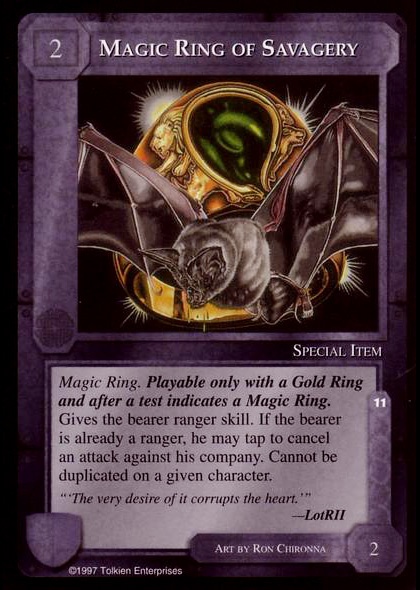 2
MAGIC RING OF SAVAGERY
SPECIAL ITEM
Magic Ring. Playable only with a Gold Ring
and after a test indicates a Magic Ring.
Gives the bearer ranger skill. If the bearer
is already a ranger, he may tap to cancel
an attack against his company. Cannot be
duplicated on a given character.
“‘The very desire of it corrupts the heart.’”
—LotRII
11
ART BY RON CHIRONNA
2
©1997 Tolkien Enterprises